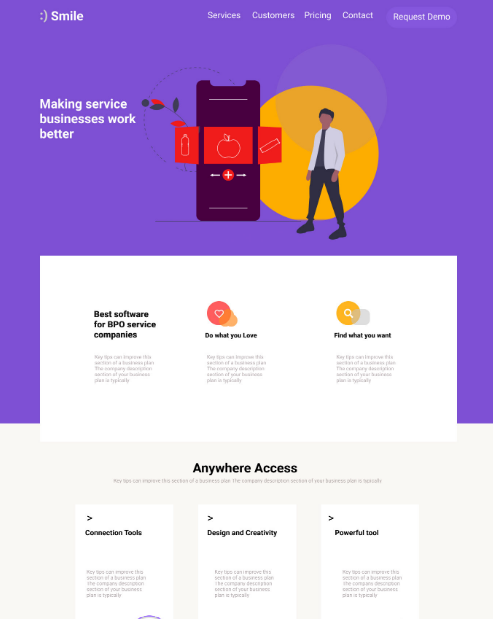 :) Smile
Services Customers Pricing Contact Request Demo
Making service
businesses work
better
Best software
for BPO service
companies
Key tips can improve this
section of a business plan
The company description
section of your business
plan is typically
Do what you Love
Key tips can improve this
section of a business plan
The company description
section of your business
plan is typically
Find what you want
Key tips can improve this
section of a business plan
The company description
section of your business
plan is typically
Anywhere Access
Key tips can improve this section of a business plan The company description section of your business plan is typically
>
Connection Tools
Key tips can improve this
section of a business plan
The company description
section of your business
plan is typically
>
Design and Creativity
Key tips can improve this
section of a business plan
The company description
section of your business
plan is typically
>
Powerful tool
Key tips can improve this
section of a business plan
The company description
section of your business
plan is typically